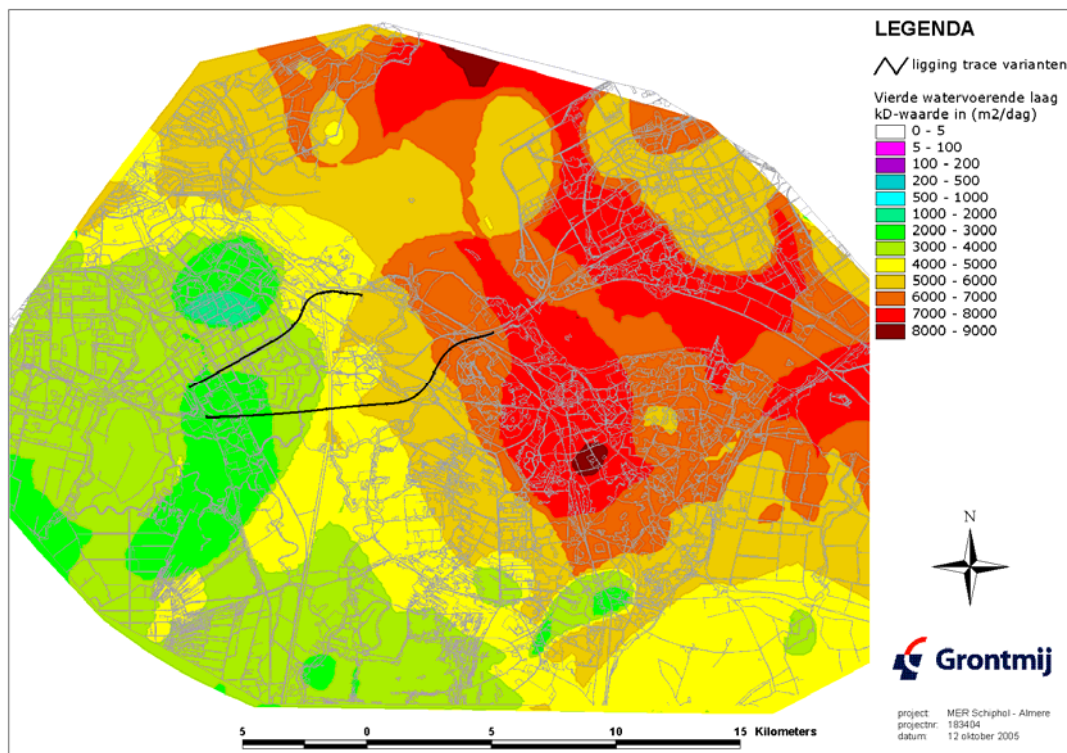 LEGENDA
ligging trace varianten
Vierde watervoerende laag
kD-waarde in (m2/dag)
0 - 5
5 - 100
100 - 200
200 - 500
500 - 1000
1000 - 2000
2000 - 3000
3000 - 4000
4000 - 5000
5000 - 6000
6000 - 7000
7000 - 8000
8000 - 9000
N
Grontmij
project: MER Schiphol - Almere
projectnr: 183404
datum: 12 oktober 2005
5 0 5 10 15 Kilometers